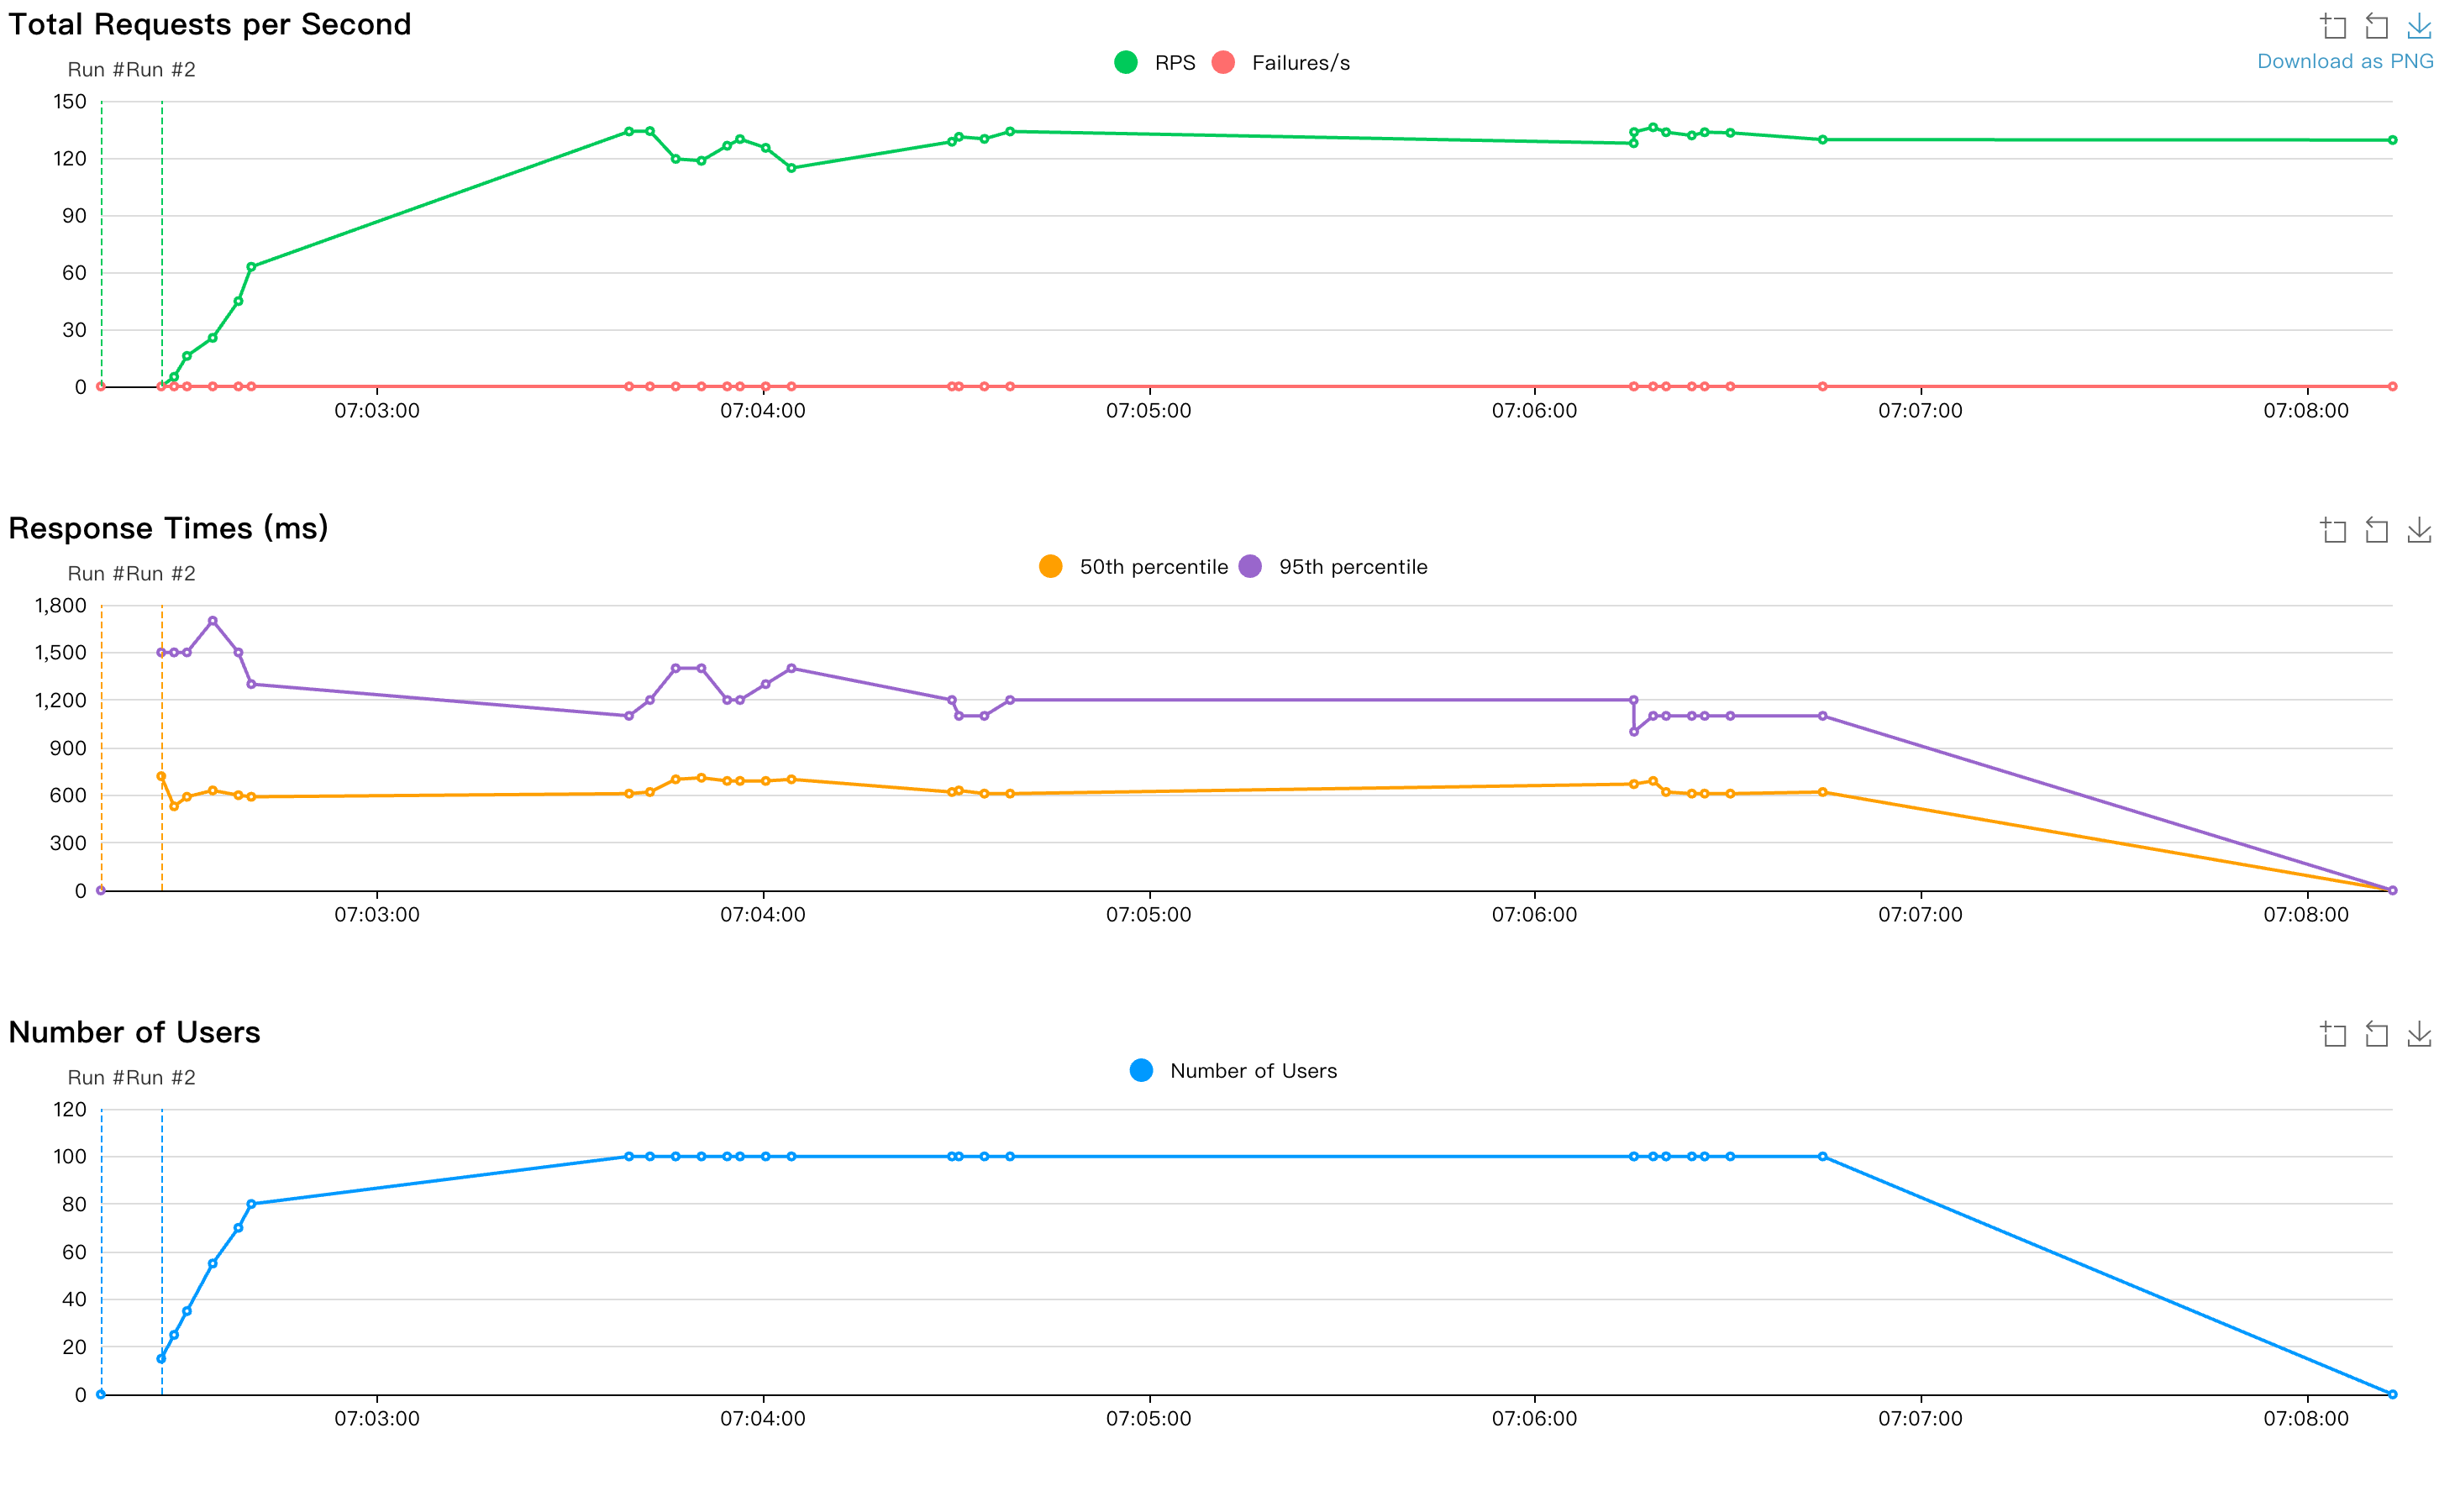 Total Requests per Second
Download as PNG
RPS Failures/s
Run #Run #2
150
120
90
60
30
0
07:03:00 07:04:00 07:05:00 07:06:00 07:07:00 07:08:00
Response Times (ms)
50th percentile 95th percentile
Run #Run #2
1,800
1,500
1,200
900
600
300
0
07:03:00 07:04:00 07:05:00 07:06:00 07:07:00 07:08:00
Number of Users
Number of Users
Run #Run #2
120
100
80
60
40
20
0
07:03:00 07:04:00 07:05:00 07:06:00 07:07:00 07:08:00